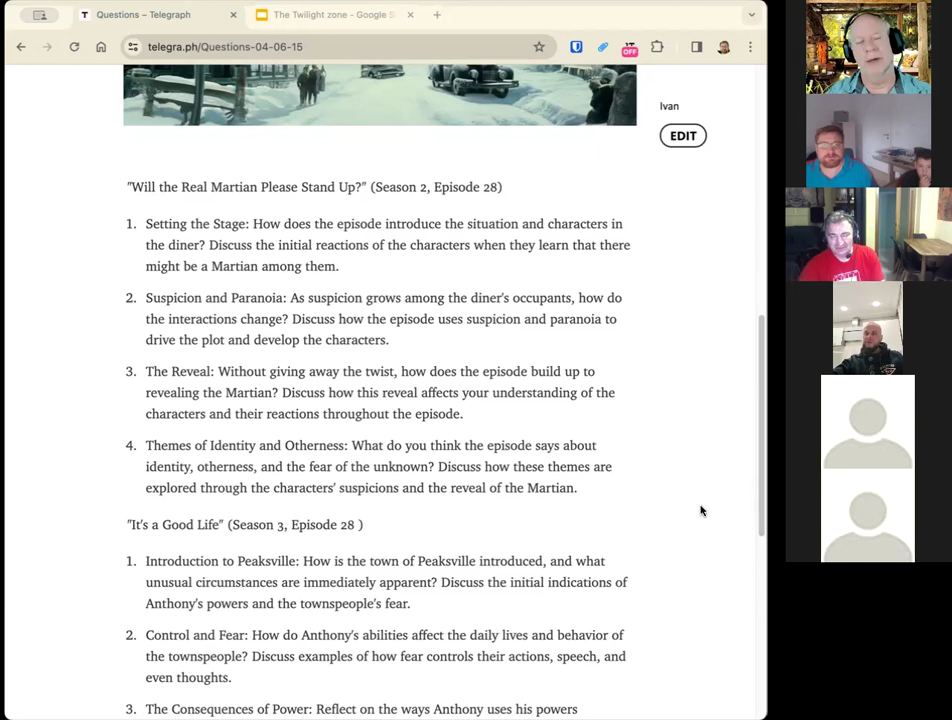 Questions – Telegraph
The Twilight zone - Google S
telegra.ph/Questions-04-06-15
OFF
Ivan
EDIT
"Will the Real Martian Please Stand Up?" (Season 2, Episode 28)
1. Setting the Stage: How does the episode introduce the situation and characters in
the diner? Discuss the initial reactions of the characters when they learn that there
might be a Martian among them.
2. Suspicion and Paranoia: As suspicion grows among the diner's occupants, how do
the interactions change? Discuss how the episode uses suspicion and paranoia to
drive the plot and develop the characters.
3. The Reveal: Without giving away the twist, how does the episode build up to
revealing the Martian? Discuss how this reveal affects your understanding of the
characters and their reactions throughout the episode.
4. Themes of Identity and Otherness: What do you think the episode says about
identity, otherness, and the fear of the unknown? Discuss how these themes are
explored through the characters' suspicions and the reveal of the Martian.
"It's a Good Life" (Season 3, Episode 28 )
1. Introduction to Peaksville: How is the town of Peaksville introduced, and what
unusual circumstances are immediately apparent? Discuss the initial indications of
Anthony's powers and the townspeople's fear.
2. Control and Fear: How do Anthony's abilities affect the daily lives and behavior of
the townspeople? Discuss examples of how fear controls their actions, speech, and
even thoughts.
3. The Consequences of Power: Reflect on the ways Anthony uses his powers